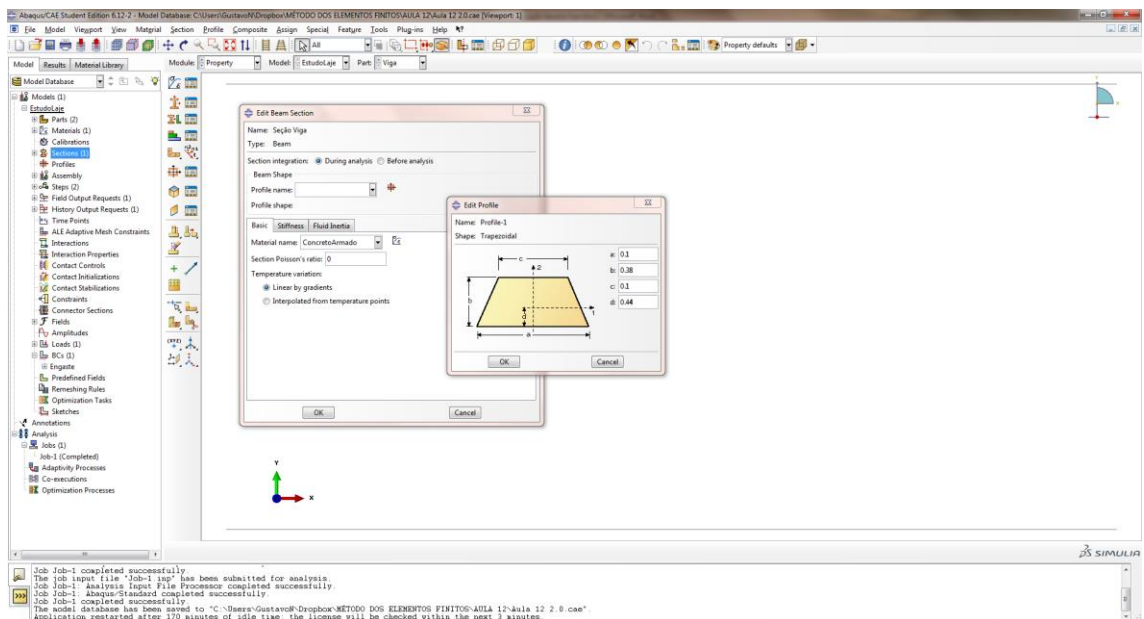 Abaqus/CAE Student Edition 6.12-2 - Model Database: C:\Users\GustavoN\Dropbox\MÉTODO DOS ELEMENTOS FINITOS\AULA 12\Aula 12 2.0.cae [Viewport: 1]
File Model Viewport View Material Section Profile Composite Assign Special Feature Tools Plug-ins Help
All Property defaults
Model Results Material Library Module: Property Model: EstudoLaje Part: Viga
Model Database
Models (1)
EstudoLaje
Parts (2)
Materials (1)
Calibrations
Sections (1)
Profiles
Assembly
Steps (2)
Field Output Requests (1)
History Output Requests (1)
Time Points
ALE Adaptive Mesh Constraints
Interactions
Interaction Properties
Contact Controls
Contact Initializations
Contact Stabilizations
Constraints
Connector Sections
Fields
Amplitudes
Loads (1)
BCs (1)
Engaste
Predefined Fields
Remeshing Rules
Optimization Tasks
Sketches
Annotations
Analysis
Jobs (1)
Job-1 (Completed)
Adaptivity Processes
Co-executions
Optimization Processes
Edit Beam Section
Name: Seção Viga
Type: Beam
Section integration: During analysis Before analysis
Beam Shape
Profile name:
Profile shape:
Basic Stiffness Fluid Inertia
Material name: ConcretoArmado
Section Poisson's ratio: 0
Temperature variation:
Linear by gradients
Interpolated from temperature points
OK Cancel
Edit Profile
Name: Profile-1
Shape: Trapezoidal
c
2
b
d
1
a
a: 0.1
b: 0.38
c: 0.1
d: 0.44
OK Cancel
Y
X
SIMULIA
Job Job-1 completed successfully.
The job input file "Job-1.inp" has been submitted for analysis.
Job Job-1: Analysis Input File Processor completed successfully.
Job Job-1: Abaqus/Standard completed successfully.
Job Job-1 completed successfully.
The model database has been saved to "C:\Users\GustavoN\Dropbox\MÉTODO DOS ELEMENTOS FINITOS\AULA 12\Aula 12 2.0.cae".
Application restarted after 170 minutes of idle time; the license will be checked within the next 3 minutes.